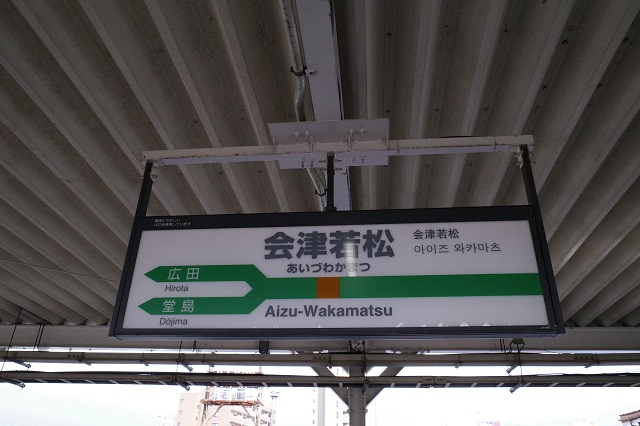 会津若松
あいづわかまつ
会津若松
아이즈 와카마츠
広田
Hirota
堂島
Dōjima
Aizu-Wakamatsu